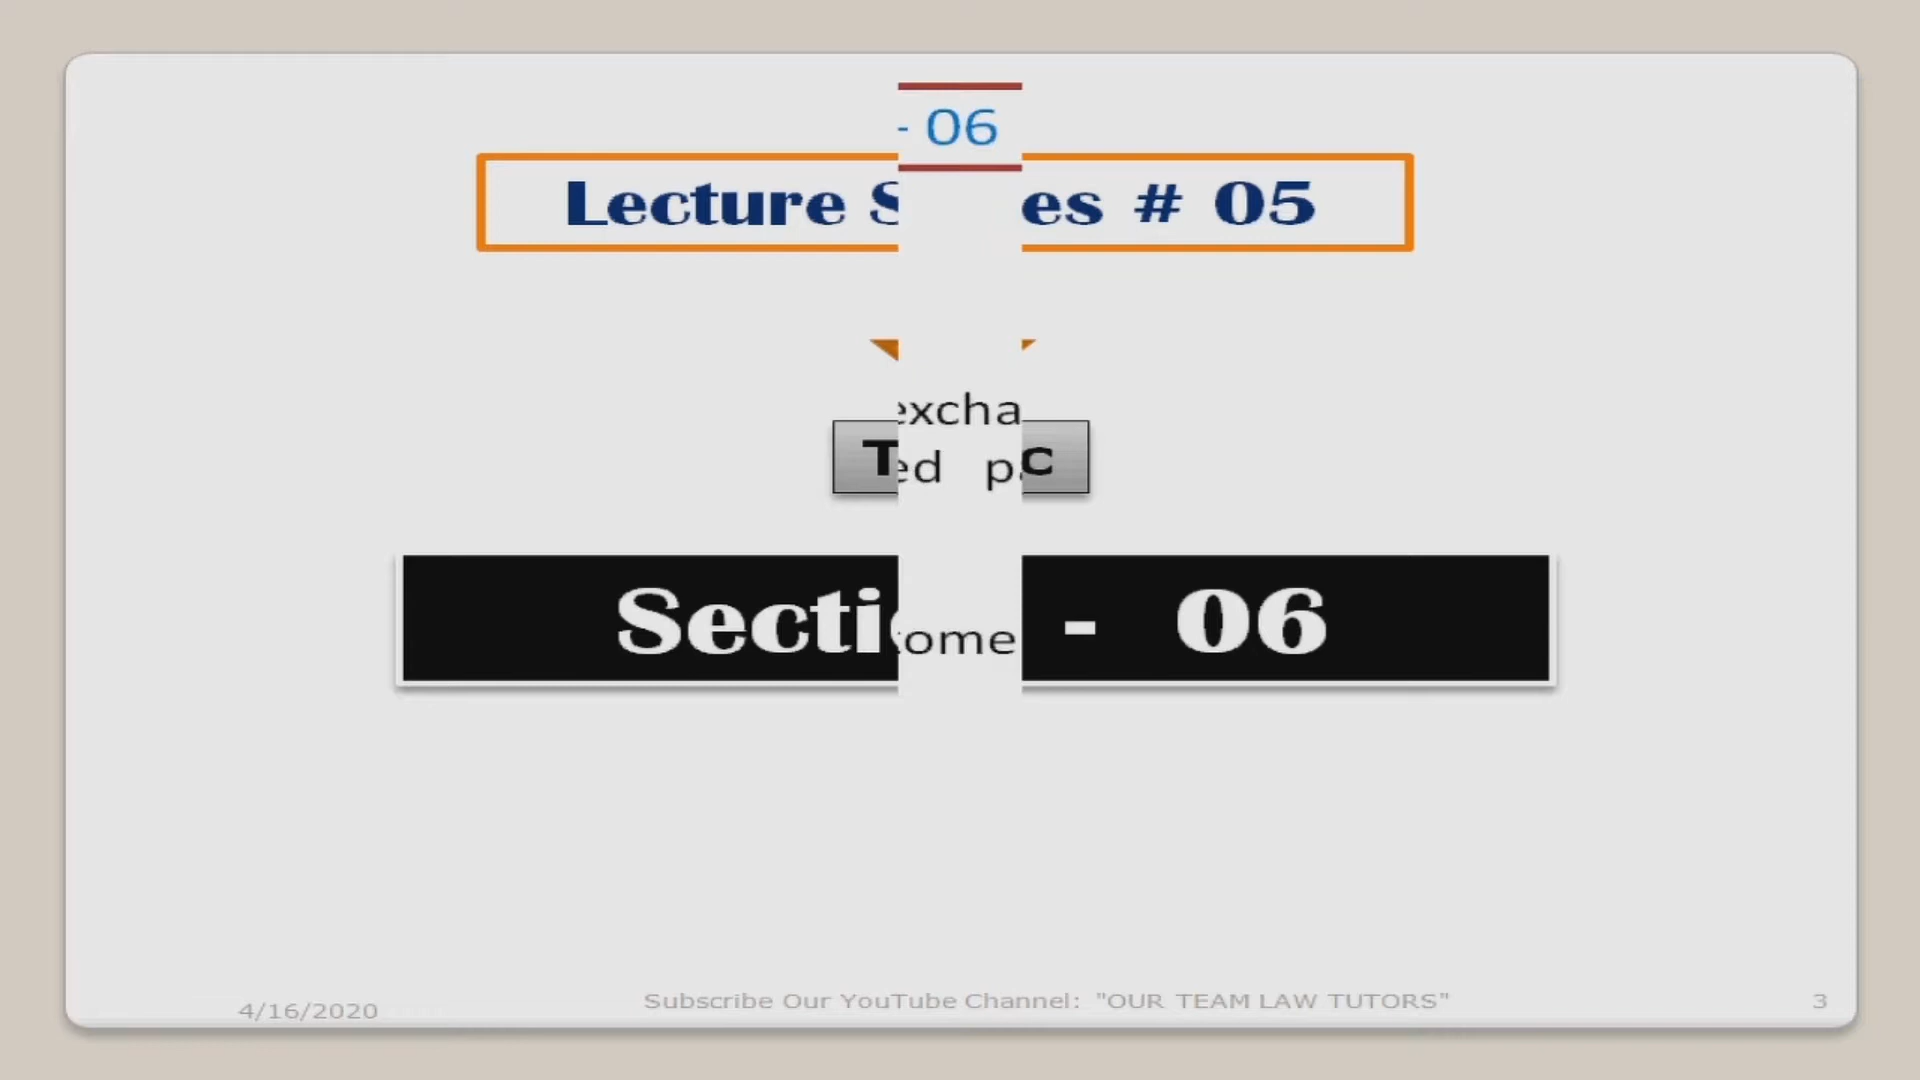 - 06
Lecture S es # 05
excha
T c
ed p
Secti - 06
ome
4/16/2020
Subscribe Our YouTube Channel: "OUR TEAM LAW TUTORS"
3